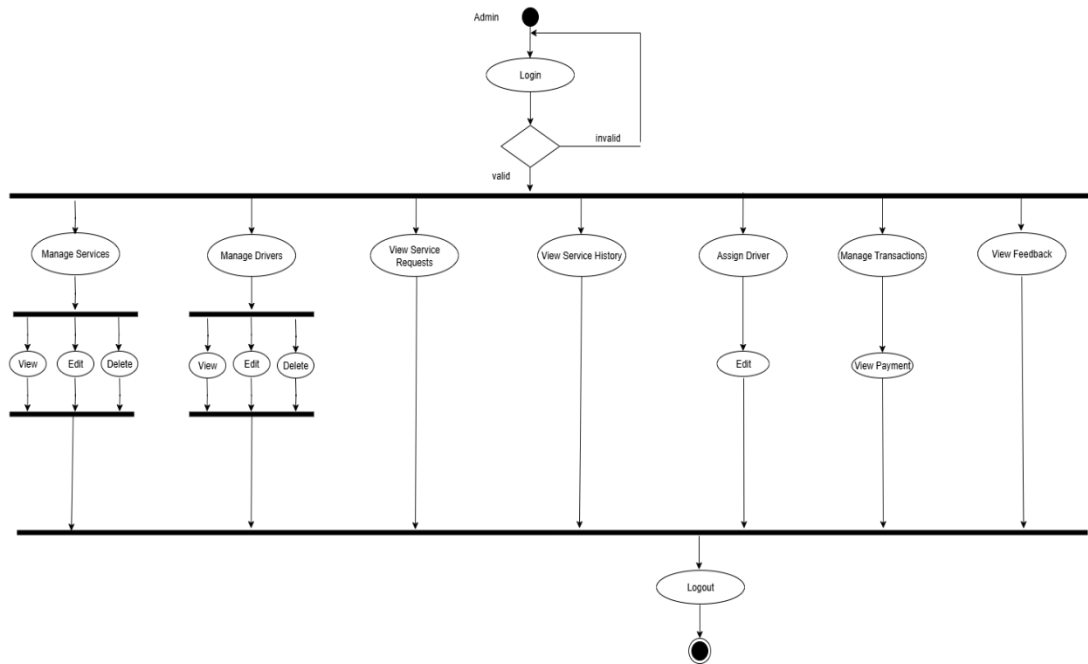 Admin
Login
invalid
valid
Manage Services
Manage Drivers
View Service
Requests
View Service History
Assign Driver
Manage Transactions
View Feedback
View
Edit
Delete
View
Edit
Delete
Edit
View Payment
Logout